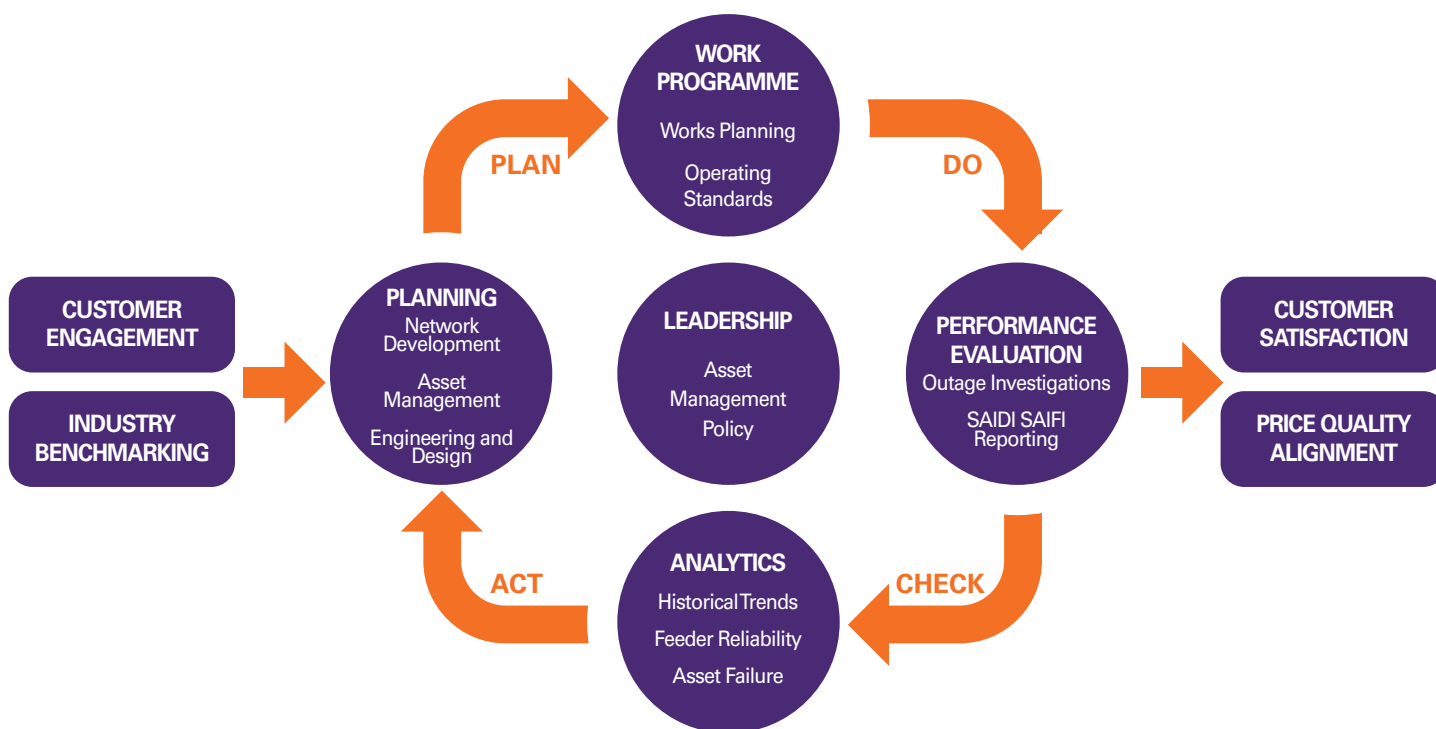 WORK
PROGRAMME
Works Planning
Operating
Standards
PLAN
DO
CUSTOMER
ENGAGEMENT
INDUSTRY
BENCHMARKING
PLANNING
Network
Development
Asset
Management
Engineering and
Design
LEADERSHIP
Asset
Management
Policy
PERFORMANCE
EVALUATION
Outage Investigations
SAIDI SAIFI
Reporting
CUSTOMER
SATISFACTION
PRICE QUALITY
ALIGNMENT
ACT
CHECK
ANALYTICS
Historical Trends
Feeder Reliability
Asset Failure